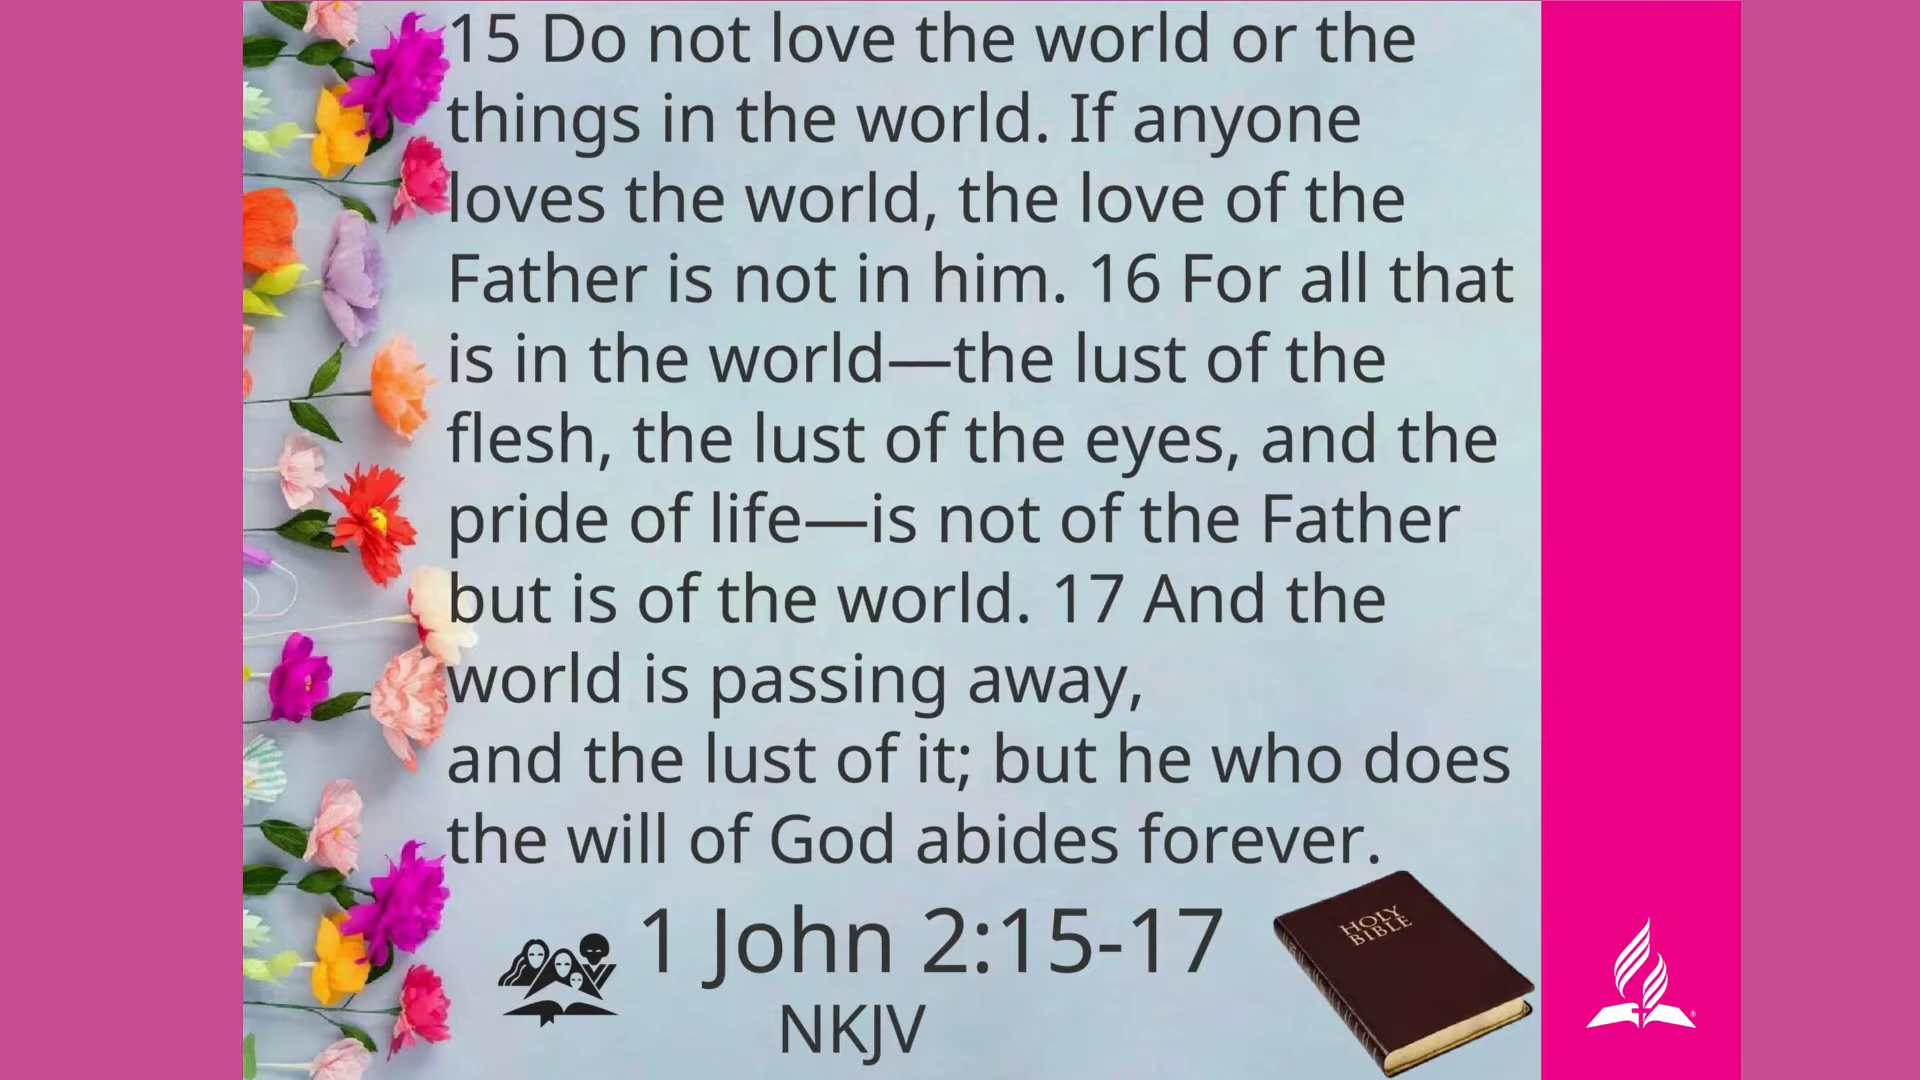 15 Do not love the world or the
things in the world. If anyone
loves the world, the love of the
Father is not in him. 16 For all that
is in the world—the lust of the
flesh, the lust of the eyes, and the
pride of life—is not of the Father
but is of the world. 17 And the
world is passing away,
and the lust of it; but he who does
the will of God abides forever.
1 John 2:15-17
NKJV
HOLY
BIBLE